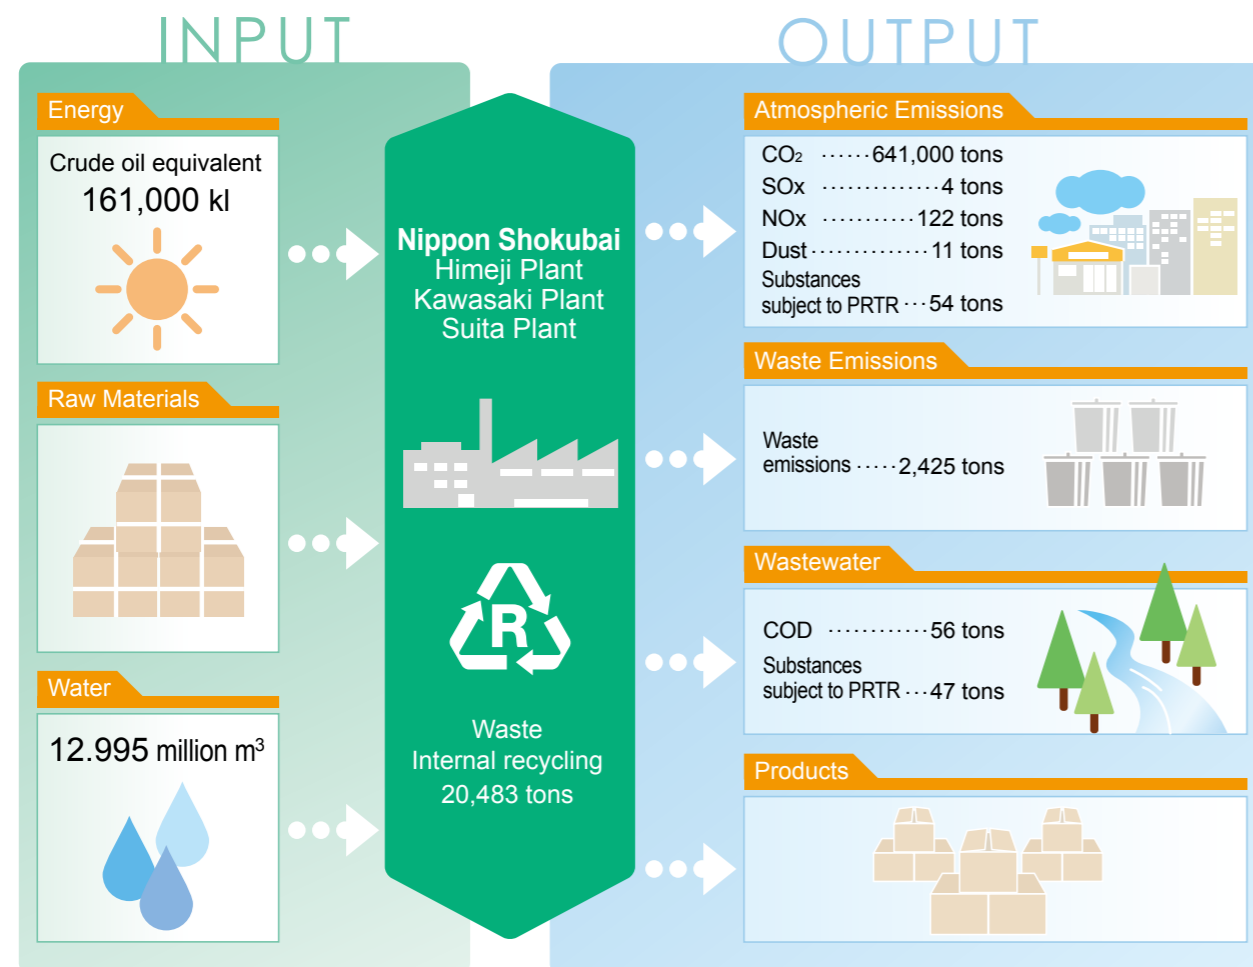 INPUT
Energy
Crude oil equivalent
161,000 kl
Raw Materials
Water
12.995 million m³
Nippon Shokubai
Himeji Plant
Kawasaki Plant
Suita Plant
R
Waste
Internal recycling
20,483 tons
OUTPUT
Atmospheric Emissions
CO₂ ······641,000 tons
SOx ··············4 tons
NOx ···········122 tons
Dust··············11 tons
Substances
subject to PRTR ···54 tons
Waste Emissions
Waste
emissions ·····2,425 tons
Wastewater
COD ············56 tons
Substances
subject to PRTR ···47 tons
Products